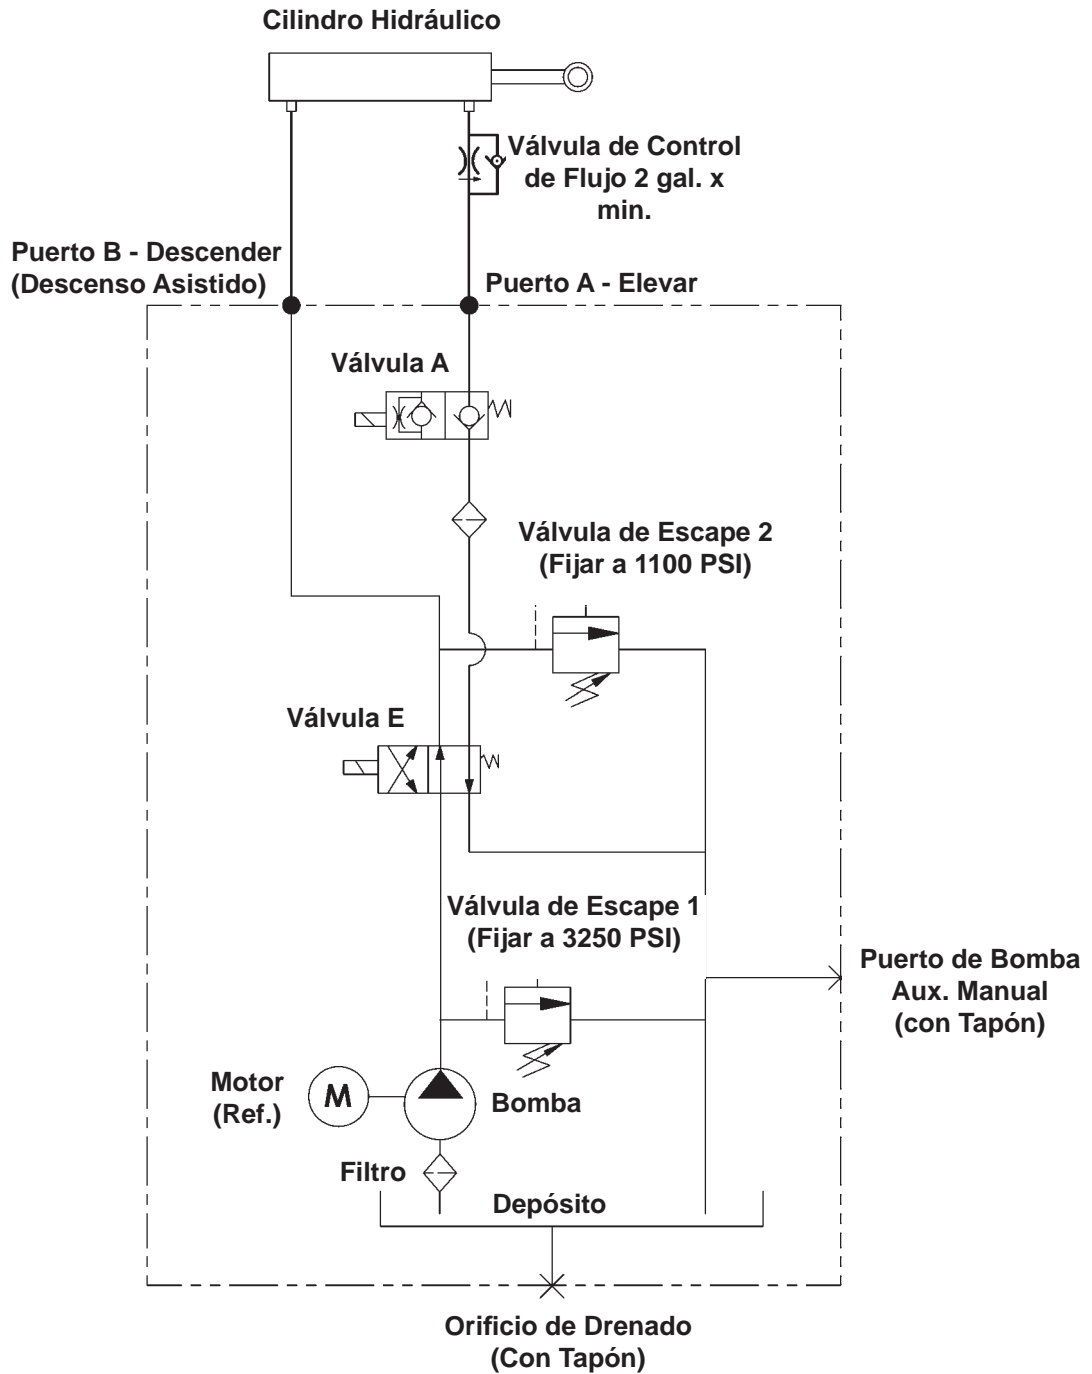 Cilindro Hidráulico
Válvula de Control
de Flujo 2 gal. x
min.
Puerto B - Descender
(Descenso Asistido)
Puerto A - Elevar
Válvula A
Válvula de Escape 2
(Fijar a 1100 PSI)
Válvula E
Válvula de Escape 1
(Fijar a 3250 PSI)
Puerto de Bomba
Aux. Manual
(con Tapón)
Motor
(Ref.)
M
Bomba
Filtro
Depósito
Orificio de Drenado
(Con Tapón)